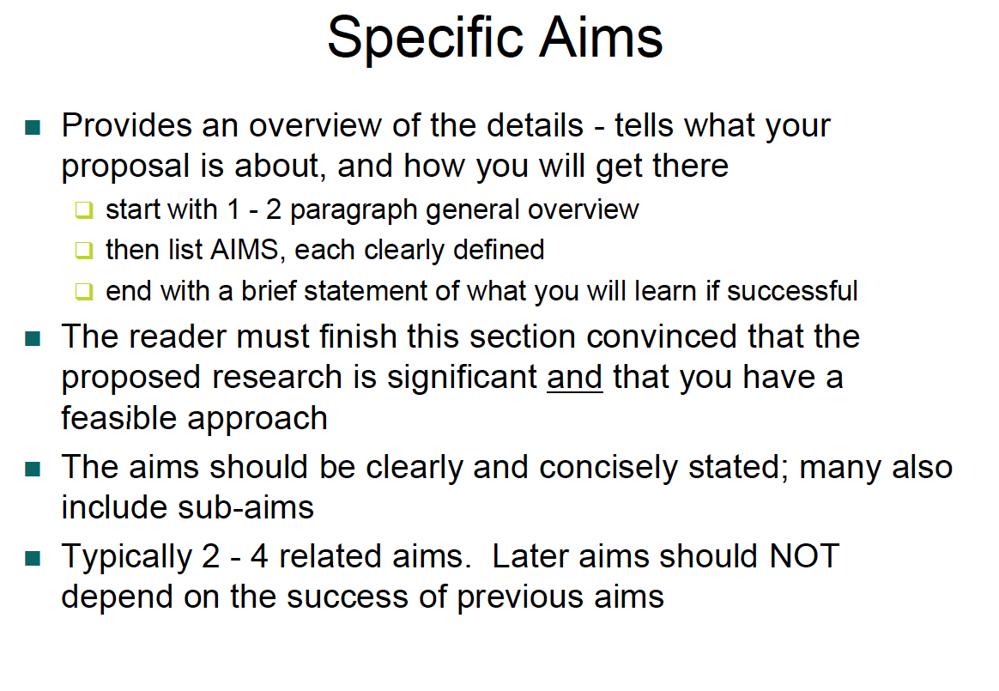 Specific Aims
Provides an overview of the details - tells what your
proposal is about, and how you will get there
start with 1 - 2 paragraph general overview
then list AIMS, each clearly defined
end with a brief statement of what you will learn if successful
The reader must finish this section convinced that the
proposed research is significant and that you have a
feasible approach
The aims should be clearly and concisely stated; many also
include sub-aims
Typically 2 - 4 related aims.  Later aims should NOT
depend on the success of previous aims